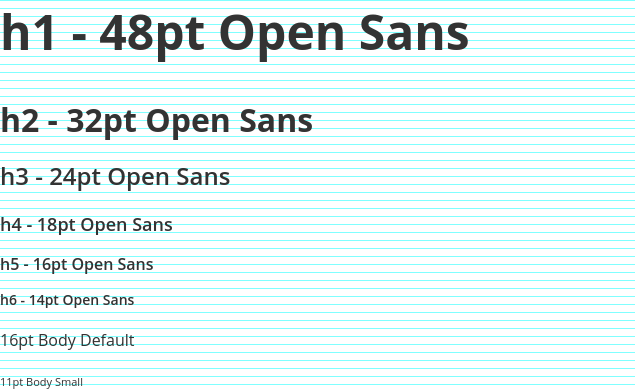 h1 - 48pt Open Sans
h2 - 32pt Open Sans
h3 - 24pt Open Sans
h4 - 18pt Open Sans
h5 - 16pt Open Sans
h6 - 14pt Open Sans
16pt Body Default
11pt Body Small